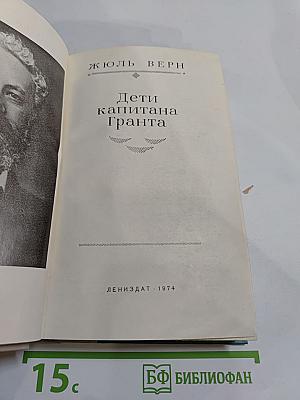 ЖЮЛЬ ВЕРН
Дети
капитана
Гранта
ЛЕНИЗДАТ · 1974
15с
БФ БИБЛИОФАН